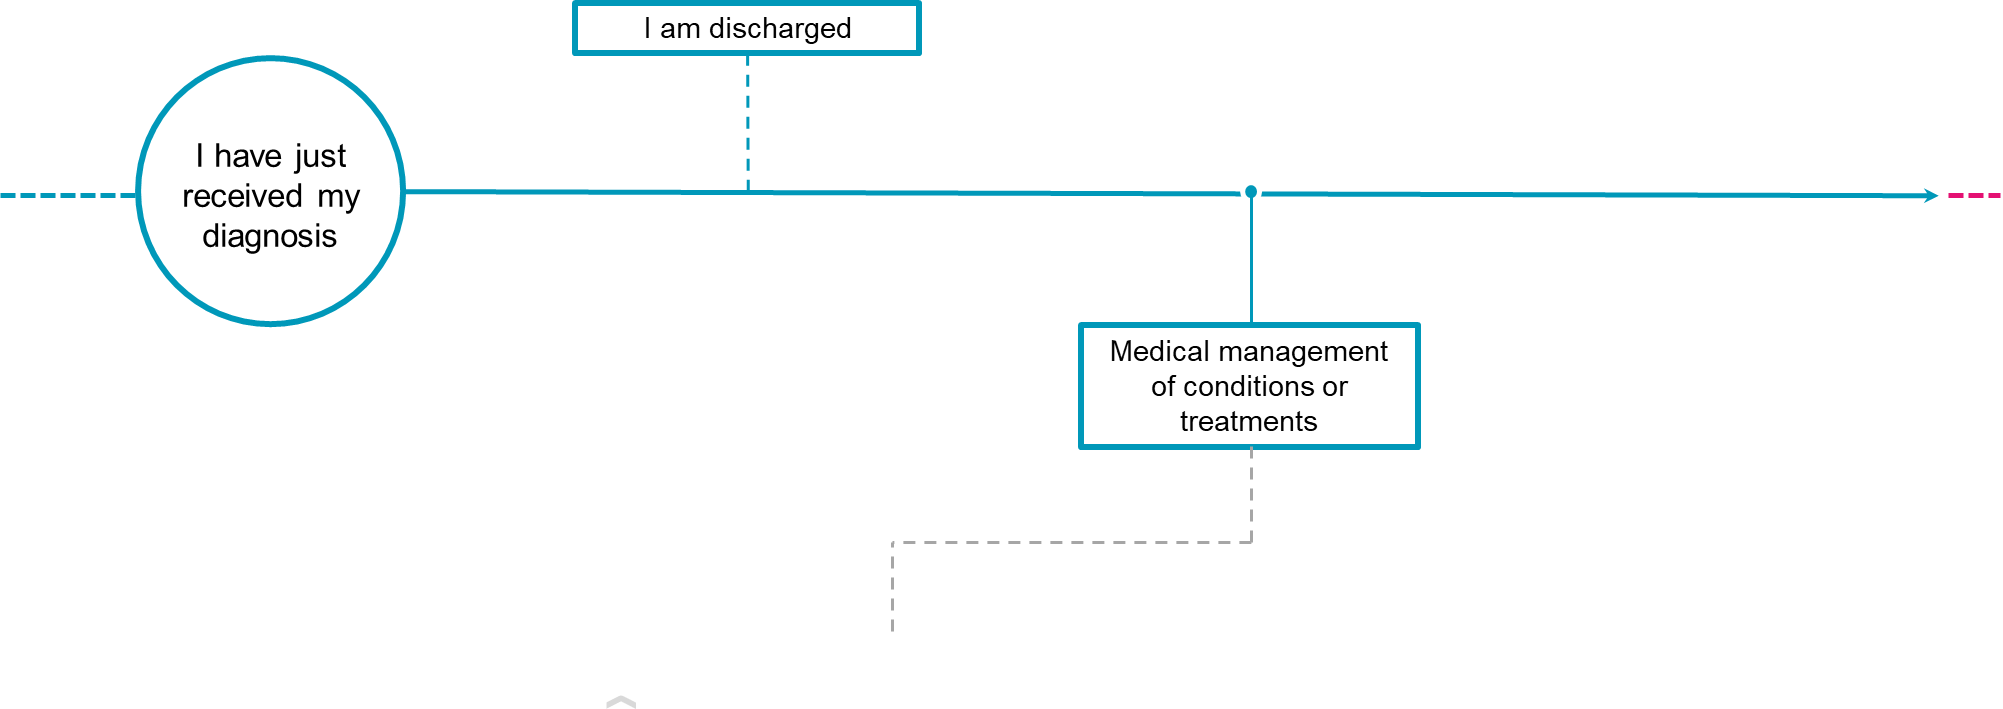 I am discharged
I have just
received my
diagnosis
Medical management
of conditions or
treatments